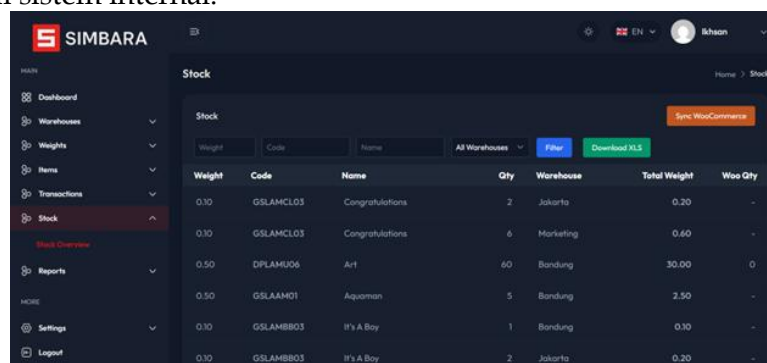 sistem internal.
SIMBARA
EN
Ikhsan
MAIN
Dashboard
Warehouses
Weights
Items
Transactions
Stock
Stock Overview
Reports
MORE
Settings
Logout
Stock
Home > Stock
Stock
Sync WooCommerce
Weight Code Name All Warehouses Filter Download XLS
Weight Code Name Qty Warehouse Total Weight Woo Qty
0.10 GSLAMCL03 Congratulations 2 Jakarta 0.20 -
0.10 GSLAMCL03 Congratulations 6 Marketing 0.60 -
0.50 DPLAMU06 Art 60 Bandung 30.00 0
0.50 GSLAAM01 Aquaman 5 Bandung 2.50 -
0.10 GSLAMBB03 It's A Boy 1 Bandung 0.10 -
0.10 GSLAMBB03 It's A Boy 2 Jakarta 0.20 -